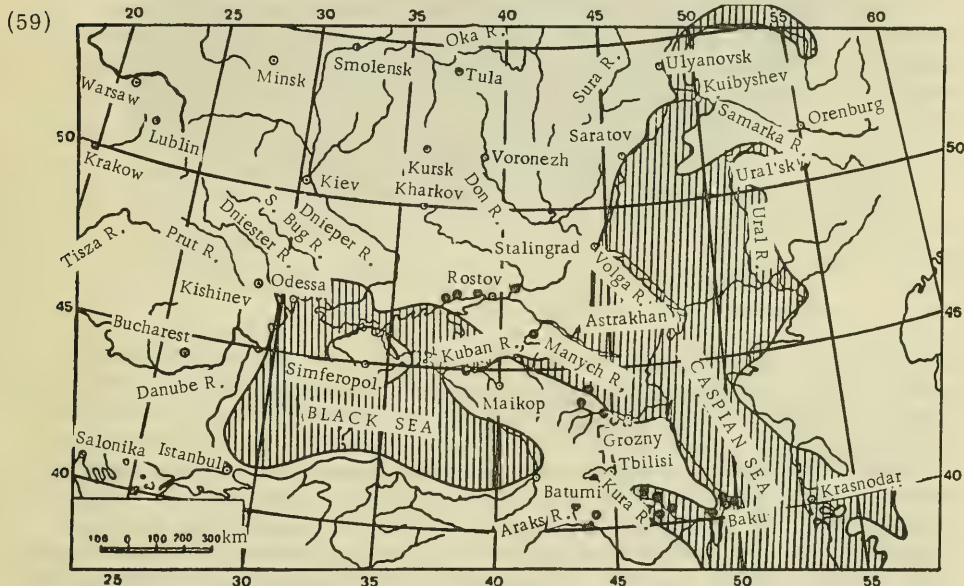 (59)
20 25 30 35 40 45 50 55 60
Oka R.
Smolensk
Minsk
Tula
Ulyanovsk
Sura R.
Kuibyshev
Warsaw
Samarka R.
Orenburg
Lublin
Saratov
50
50
Krakow
Kursk
Voronezh
Kharkov
Ural'sk
Kiev
Don R.
Dnieper R.
S. Bug R.
Dniester R.
Ural R.
Tisza R.
Prut R.
Stalingrad
Volga R.
Odessa
Rostov
Kishinev
45
45
Astrakhan
Bucharest
Kuban R.
Manych R.
Simferopol
Danube R.
Maikop
CASPIAN SEA
BLACK SEA
Grozny
Salonika
Istanbul
Tbilisi
40
40
Krasnodar
Batumi
Kura R.
Araks R.
Baku
100 0 100 200 300 km
25 30 35 40 45 50 55